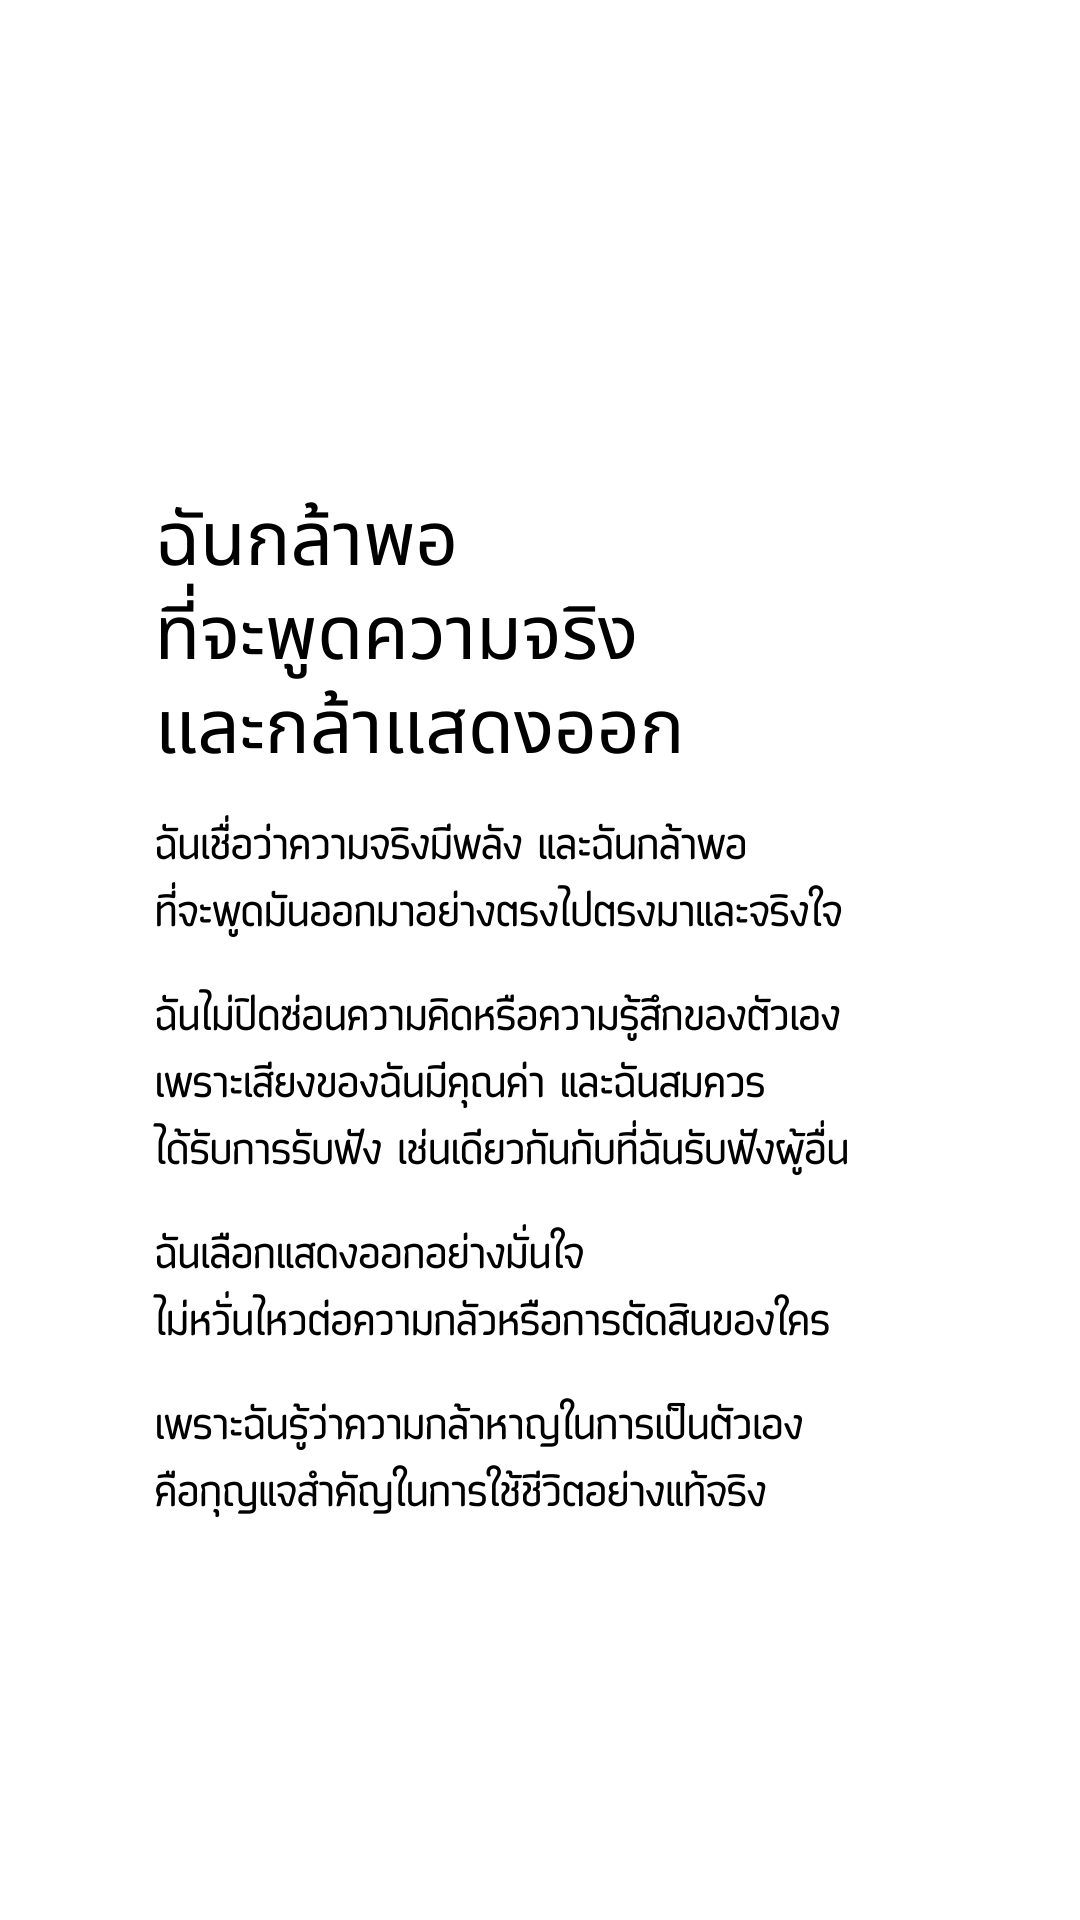 ฉันกล้าพอ
ที่จะพูดความจริง
และกล้าแสดงออก
ฉันเชื่อว่าความจริงมีพลัง และฉันกล้าพอ
ที่จะพูดมันออกมาอย่างตรงไปตรงมาและจริงใจ
ฉันไม่ปิดซ่อนความคิดหรือความรู้สึกของตัวเอง
เพราะเสียงของฉันมีคุณค่า และฉันสมควร
ได้รับการรับฟัง เช่นเดียวกันกับที่ฉันรับฟังผู้อื่น
ฉันเลือกแสดงออกอย่างมั่นใจ
ไม่หวั่นไหวต่อความกลัวหรือการตัดสินของใคร
เพราะฉันรู้ว่าความกล้าหาญในการเป็นตัวเอง
คือกุญแจสำคัญในการใช้ชีวิตอย่างแท้จริง